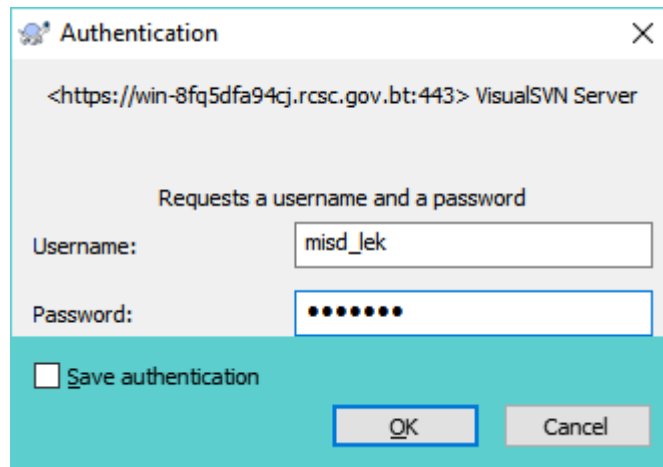 Authentication
<https://win-8fq5dfa94cj.rcsc.gov.bt:443> VisualSVN Server
Requests a username and a password
Username: misd_lek
Password: •••••••
Save authentication
OK Cancel